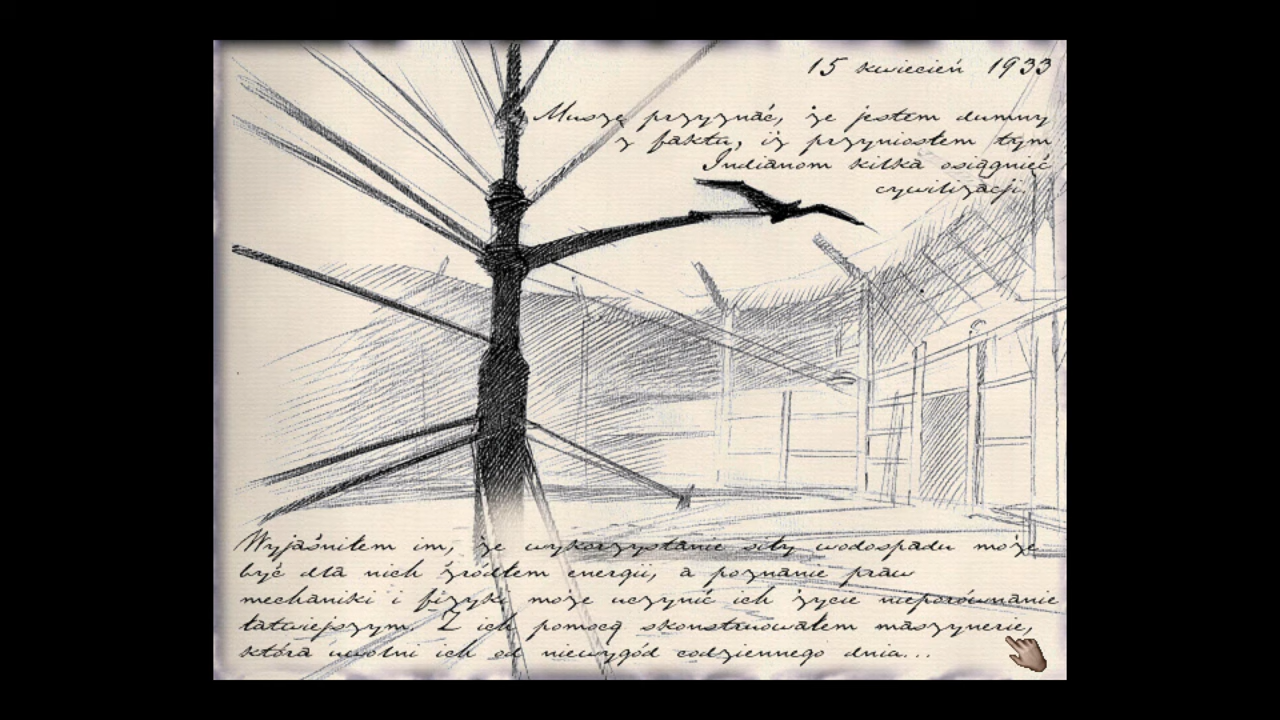 15 kwiecień 1933
Muszę przyznać, że jestem dumny
z faktu, iż przyniosłem tym
Indianom kilka osiągnięć
cywilizacji.
Wyjaśniłem im, że wykorzystanie siły wodospadu może
być dla nich źródłem energii, a poznanie praw
mechaniki i fizyki może uczynić ich życie nieporównanie
łatwiejszym. Z ich pomocą skonstruowałem maszynerię,
która uwolni ich od niewygód codziennego dnia...